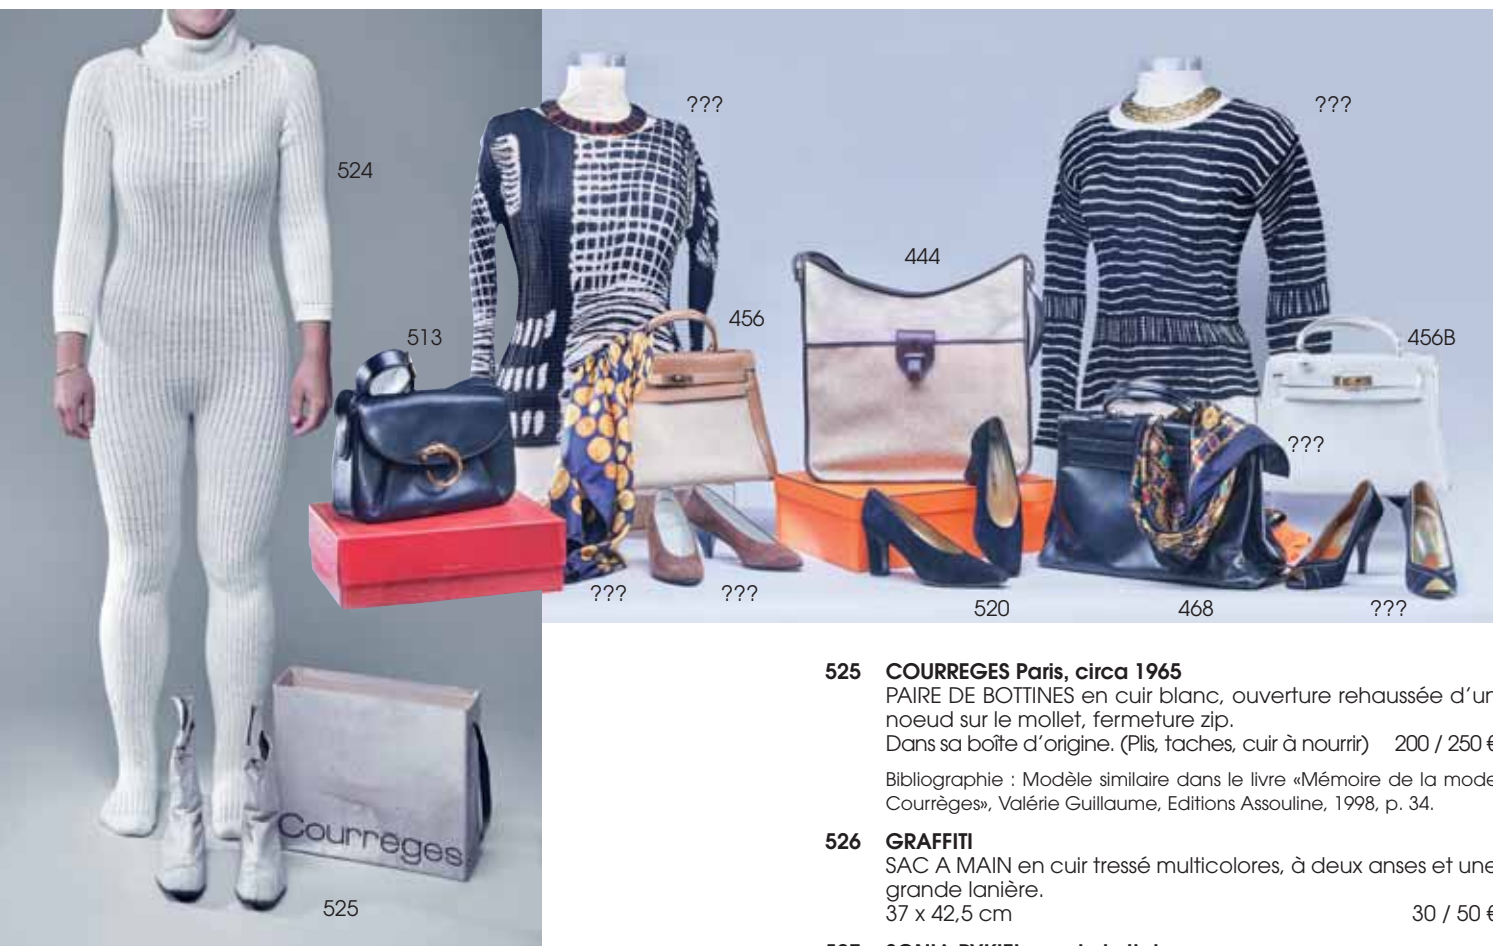 ???
???
524
444
456
513
456B
???
???
???
520
468
???
Courrèges
525
525 COURREGES Paris, circa 1965
PAIRE DE BOTTINES en cuir blanc, ouverture rehaussée d’un
noeud sur le mollet, fermeture zip.
Dans sa boîte d’origine. (Plis, taches, cuir à nourrir) 200 / 250 €
Bibliographie : Modèle similaire dans le livre «Mémoire de la mode
Courrèges», Valérie Guillaume, Editions Assouline, 1998, p. 34.
526 GRAFFITI
SAC A MAIN en cuir tressé multicolores, à deux anses et une
grande lanière.
37 x 42,5 cm 30 / 50 €